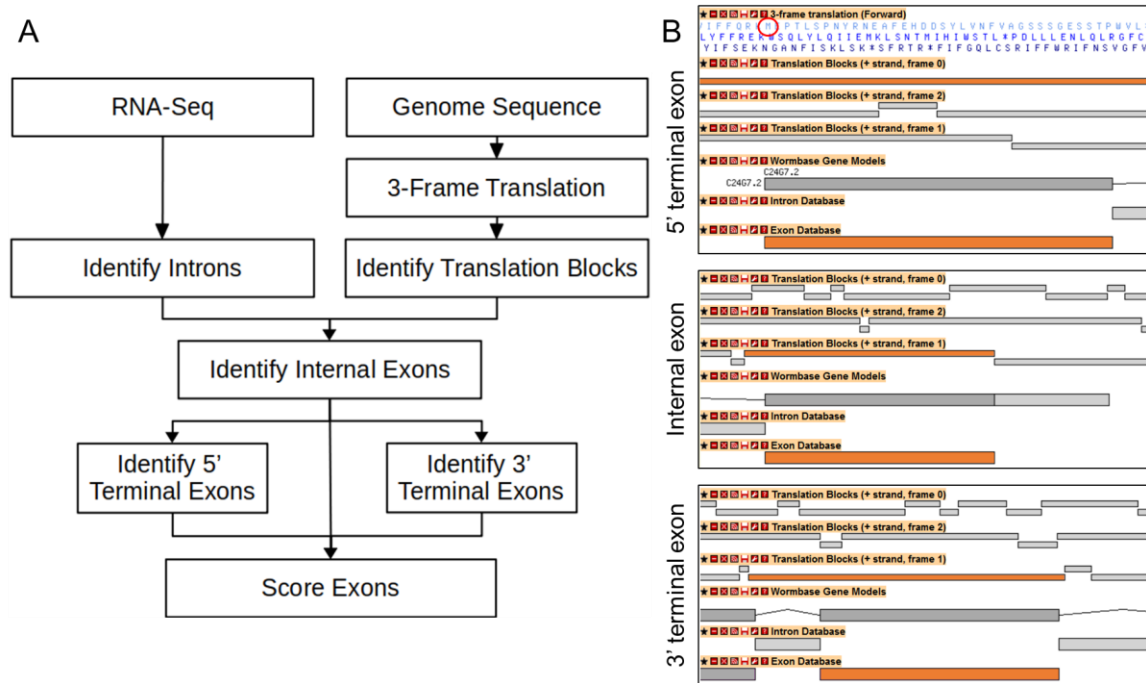 A
RNA-Seq
Genome Sequence
3-Frame Translation
Identify Introns
Identify Translation Blocks
Identify Internal Exons
Identify 5'
Terminal Exons
Identify 3'
Terminal Exons
Score Exons
B
5' terminal exon
3-frame translation (Forward)
Translation Blocks (+ strand, frame 0)
Translation Blocks (+ strand, frame 2)
Translation Blocks (+ strand, frame 1)
Wormbase Gene Models
C24G7.2
C24G7.2
Intron Database
Exon Database
Internal exon
Translation Blocks (+ strand, frame 0)
Translation Blocks (+ strand, frame 2)
Translation Blocks (+ strand, frame 1)
Wormbase Gene Models
Intron Database
Exon Database
3' terminal exon
Translation Blocks (+ strand, frame 0)
Translation Blocks (+ strand, frame 2)
Translation Blocks (+ strand, frame 1)
Wormbase Gene Models
Intron Database
Exon Database